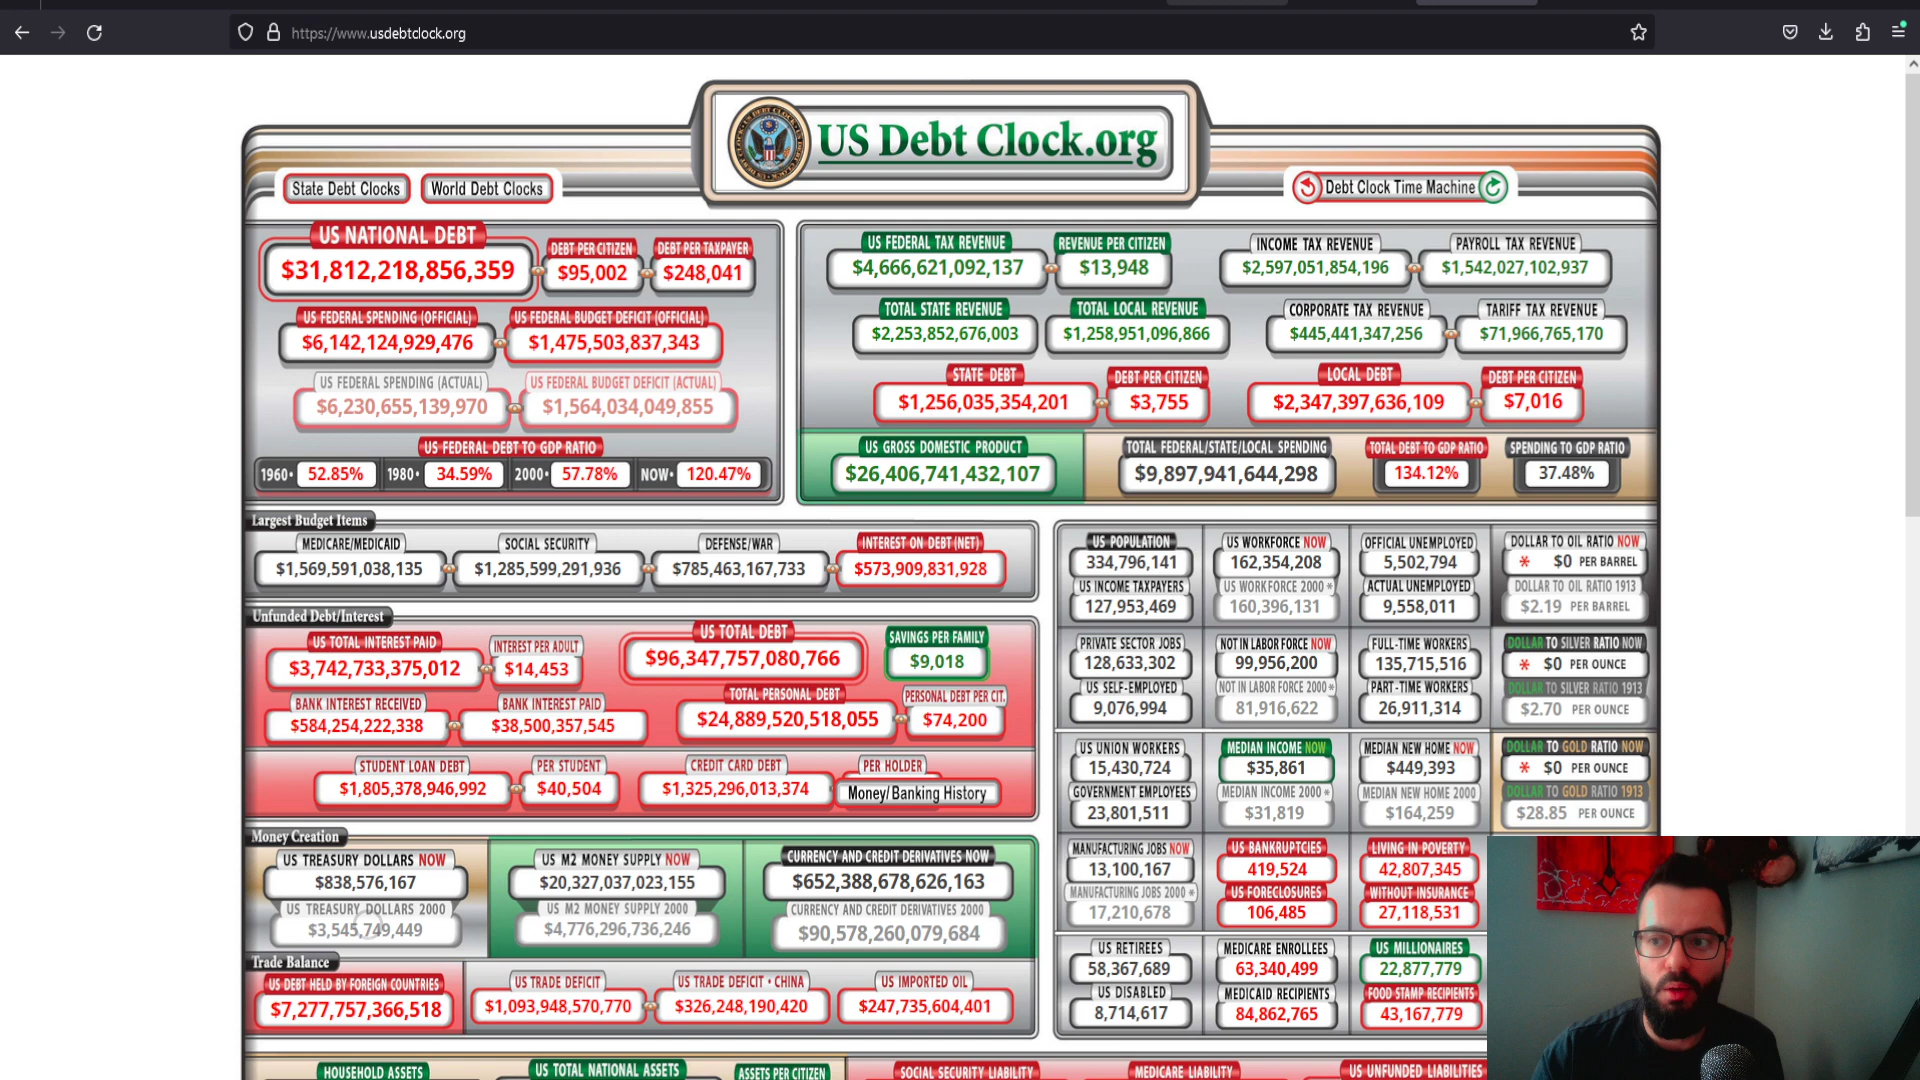 https://www.usdebtclock.org
US Debt Clock.org
State Debt Clocks
World Debt Clocks
Debt Clock Time Machine
US NATIONAL DEBT
$31,812,218,856,359
DEBT PER CITIZEN
$95,002
DEBT PER TAXPAYER
$248,041
US FEDERAL SPENDING (OFFICIAL)
$6,142,124,929,476
US FEDERAL BUDGET DEFICIT (OFFICIAL)
$1,475,503,837,343
US FEDERAL SPENDING (ACTUAL)
$6,230,655,139,970
US FEDERAL BUDGET DEFICIT (ACTUAL)
$1,564,034,049,855
US FEDERAL DEBT TO GDP RATIO
1960• 52.85% 1980• 34.59% 2000• 57.78% NOW• 120.47%
US FEDERAL TAX REVENUE
$4,666,621,092,137
REVENUE PER CITIZEN
$13,948
INCOME TAX REVENUE
$2,597,051,854,196
PAYROLL TAX REVENUE
$1,542,027,102,937
TOTAL STATE REVENUE
$2,253,852,676,003
TOTAL LOCAL REVENUE
$1,258,951,096,866
CORPORATE TAX REVENUE
$445,441,347,256
TARIFF TAX REVENUE
$71,966,765,170
STATE DEBT
$1,256,035,354,201
DEBT PER CITIZEN
$3,755
LOCAL DEBT
$2,347,397,636,109
DEBT PER CITIZEN
$7,016
US GROSS DOMESTIC PRODUCT
$26,406,741,432,107
TOTAL FEDERAL/STATE/LOCAL SPENDING
$9,897,941,644,298
TOTAL DEBT TO GDP RATIO
134.12%
SPENDING TO GDP RATIO
37.48%
Largest Budget Items
MEDICARE/MEDICAID
$1,569,591,038,135
SOCIAL SECURITY
$1,285,599,291,936
DEFENSE/WAR
$785,463,167,733
INTEREST ON DEBT (NET)
$573,909,831,928
Unfunded Debt/Interest
US TOTAL INTEREST PAID
$3,742,733,375,012
INTEREST PER ADULT
$14,453
US TOTAL DEBT
$96,347,757,080,766
SAVINGS PER FAMILY
$9,018
BANK INTEREST RECEIVED
$584,254,222,338
BANK INTEREST PAID
$38,500,357,545
TOTAL PERSONAL DEBT
$24,889,520,518,055
PERSONAL DEBT PER CIT.
$74,200
STUDENT LOAN DEBT
$1,805,378,946,992
PER STUDENT
$40,504
CREDIT CARD DEBT
$1,325,296,013,374
PER HOLDER
Money/Banking History
Money Creation
US TREASURY DOLLARS NOW
$838,576,167
US TREASURY DOLLARS 2000
$3,545,749,449
US M2 MONEY SUPPLY NOW
$20,327,037,023,155
US M2 MONEY SUPPLY 2000
$4,776,296,736,246
CURRENCY AND CREDIT DERIVATIVES NOW
$652,388,678,626,163
CURRENCY AND CREDIT DERIVATIVES 2000
$90,578,260,079,684
Trade Balance
US DEBT HELD BY FOREIGN COUNTRIES
$7,277,757,366,518
US TRADE DEFICIT
$1,093,948,570,770
US TRADE DEFICIT • CHINA
$326,248,190,420
US IMPORTED OIL
$247,735,604,401
US POPULATION
334,796,141
US INCOME TAXPAYERS
127,953,469
US WORKFORCE NOW
162,354,208
US WORKFORCE 2000 *
160,396,131
OFFICIAL UNEMPLOYED
5,502,794
ACTUAL UNEMPLOYED
9,558,011
DOLLAR TO OIL RATIO NOW
* $0 PER BARREL
DOLLAR TO OIL RATIO 1913
$2.19 PER BARREL
PRIVATE SECTOR JOBS
128,633,302
US SELF-EMPLOYED
9,076,994
NOT IN LABOR FORCE NOW
99,956,200
NOT IN LABOR FORCE 2000 *
81,916,622
FULL-TIME WORKERS
135,715,516
PART-TIME WORKERS
26,911,314
DOLLAR TO SILVER RATIO NOW
* $0 PER OUNCE
DOLLAR TO SILVER RATIO 1913
$2.70 PER OUNCE
US UNION WORKERS
15,430,724
GOVERNMENT EMPLOYEES
23,801,511
MEDIAN INCOME NOW
$35,861
MEDIAN INCOME 2000 *
$31,819
MEDIAN NEW HOME NOW
$449,393
MEDIAN NEW HOME 2000
$164,259
DOLLAR TO GOLD RATIO NOW
* $0 PER OUNCE
DOLLAR TO GOLD RATIO 1913
$28.85 PER OUNCE
MANUFACTURING JOBS NOW
13,100,167
MANUFACTURING JOBS 2000 *
17,210,678
US BANKRUPTCIES
419,524
US FORECLOSURES
106,485
LIVING IN POVERTY
42,807,345
WITHOUT INSURANCE
27,118,531
US RETIREES
58,367,689
US DISABLED
8,714,617
MEDICARE ENROLLEES
63,340,499
MEDICAID RECIPIENTS
84,862,765
US MILLIONAIRES
22,877,779
FOOD STAMP RECIPIENTS
43,167,779
HOUSEHOLD ASSETS
US TOTAL NATIONAL ASSETS
ASSETS PER CITIZEN
SOCIAL SECURITY LIABILITY
MEDICARE LIABILITY
US UNFUNDED LIABILITIES